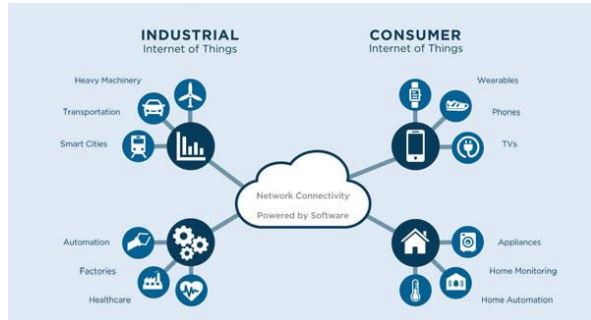 INDUSTRIAL
Internet of Things
CONSUMER
Internet of Things
Heavy Machinery
Transportation
Smart Cities
Wearables
Phones
TVs
Network Connectivity
Powered by Software
Automation
Factories
Healthcare
Appliances
Home Monitoring
Home Automation